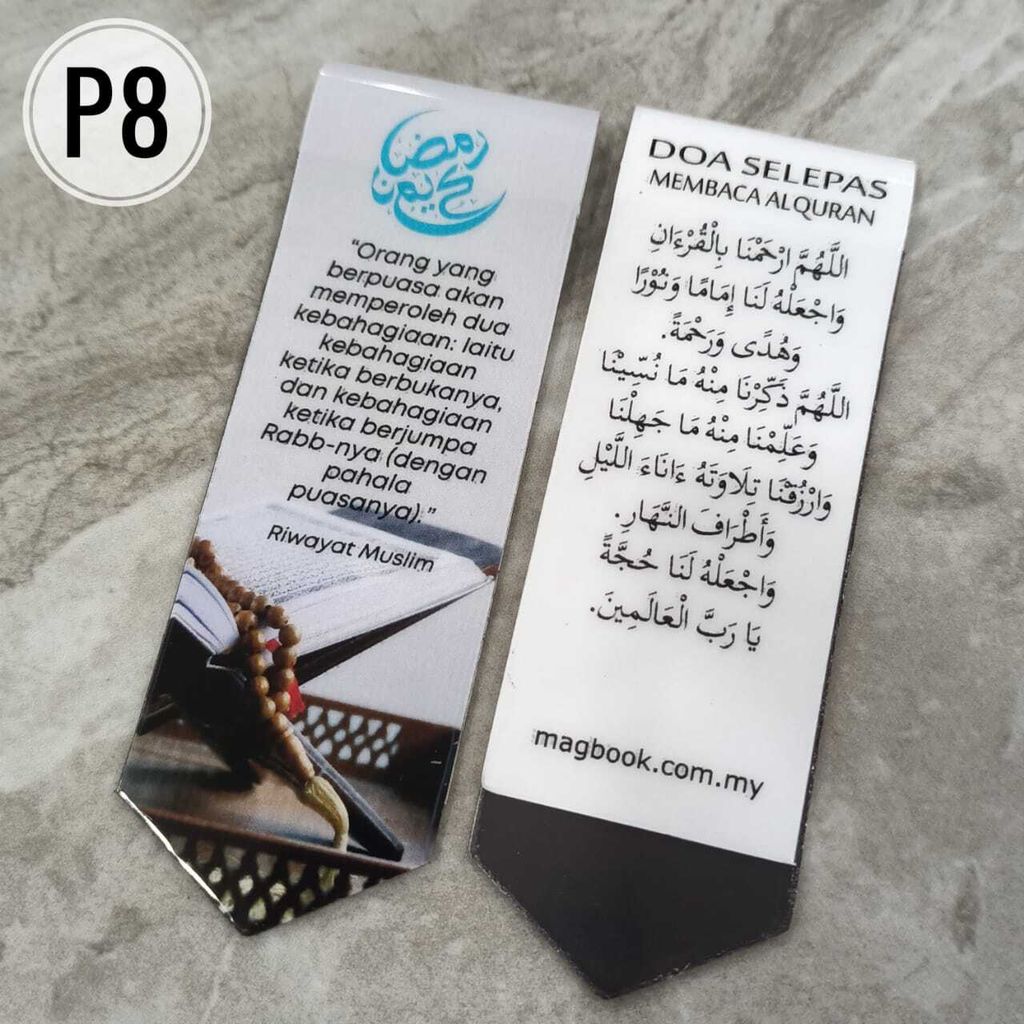 P8
رمضان
كريم
“Orang yang
berpuasa akan
memperoleh dua
kebahagiaan: Iaitu
kebahagiaan
ketika berbukanya,
dan kebahagiaan
ketika berjumpa
Rabb-nya (dengan
pahala
puasanya).”
Riwayat Muslim
DOA SELEPAS
MEMBACA ALQURAN
اللَّهُمَّ ارْحَمْنَا بِالْقُرْءَانِ
وَاجْعَلْهُ لَنَا إِمَامًا وَنُوْرًا
وَهُدًى وَرَحْمَةً.
اللَّهُمَّ ذَكِّرْنَا مِنْهُ مَا نُسِّيْنَا
وَعَلِّمْنَا مِنْهُ مَا جَهِلْنَا
وَارْزُقْنَا تِلَاوَتَهُ ءَانَاءَ اللَّيْلِ
وَأَطْرَافَ النَّهَارِ.
وَاجْعَلْهُ لَنَا حُجَّةً
يَا رَبَّ الْعَالَمِينَ.
magbook.com.my